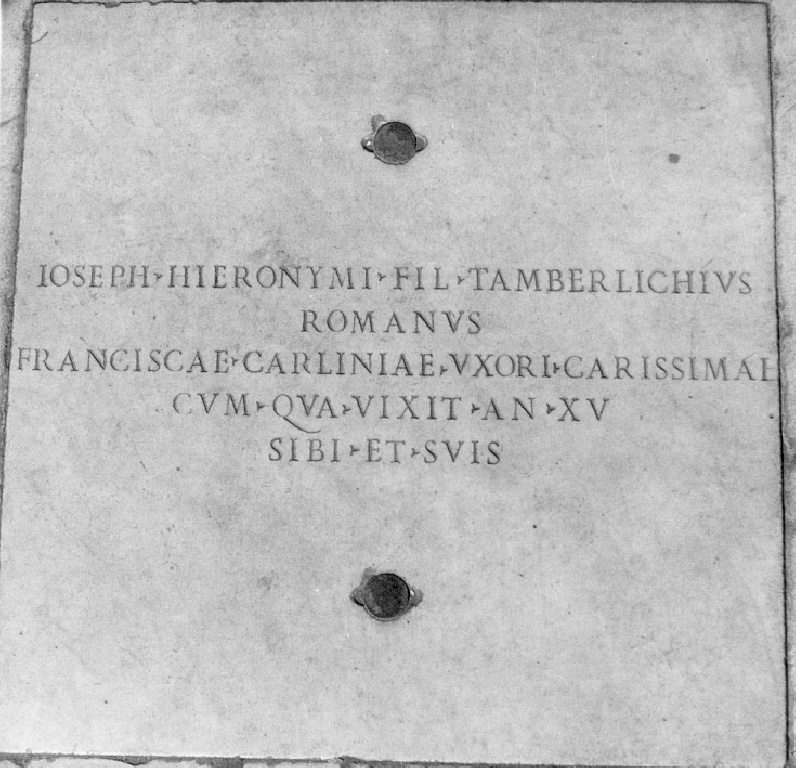 IOSEPH·HIERONYMI·FIL·TAMBERLICHIVS
ROMANVS
FRANCISCAE·CARLINIAE·VXORI·CARISSIMAE
CVM·QVA·VIXIT·AN·XV
SIBI·ET·SVIS